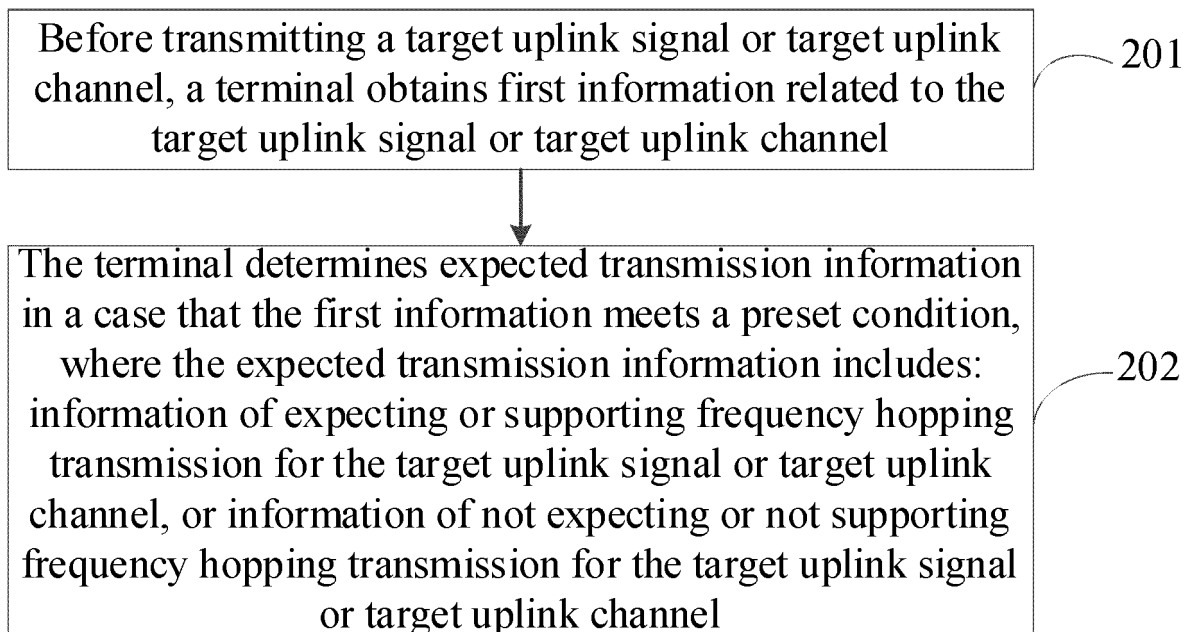 Before transmitting a target uplink signal or target uplink
channel, a terminal obtains first information related to the
target uplink signal or target uplink channel
201
The terminal determines expected transmission information
in a case that the first information meets a preset condition,
where the expected transmission information includes:
information of expecting or supporting frequency hopping
transmission for the target uplink signal or target uplink
channel, or information of not expecting or not supporting
frequency hopping transmission for the target uplink signal
or target uplink channel
202